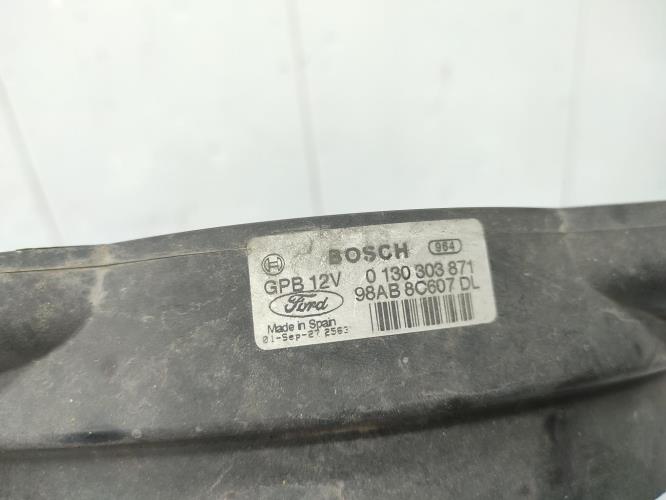 BOSCH 964
GPB 12V 0 130 303 871
Ford 98AB 8C607 DL
Made in Spain
01-Sep-27 2563